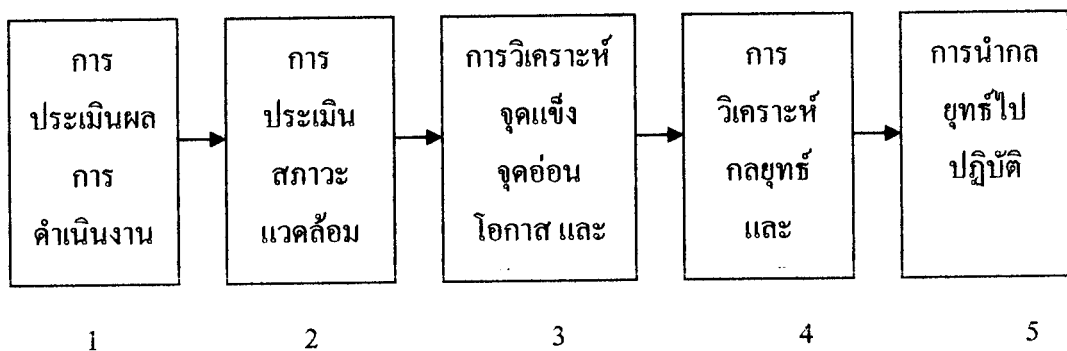 การ
ประเมินผล
การ
ดำเนินงาน
การ
ประเมิน
สภาวะ
แวดล้อม
การวิเคราะห์
จุดแข็ง
จุดอ่อน
โอกาส และ
การ
วิเคราะห์
กลยุทธ์
และ
การนำกล
ยุทธ์ไป
ปฏิบัติ
1
2
3
4
5